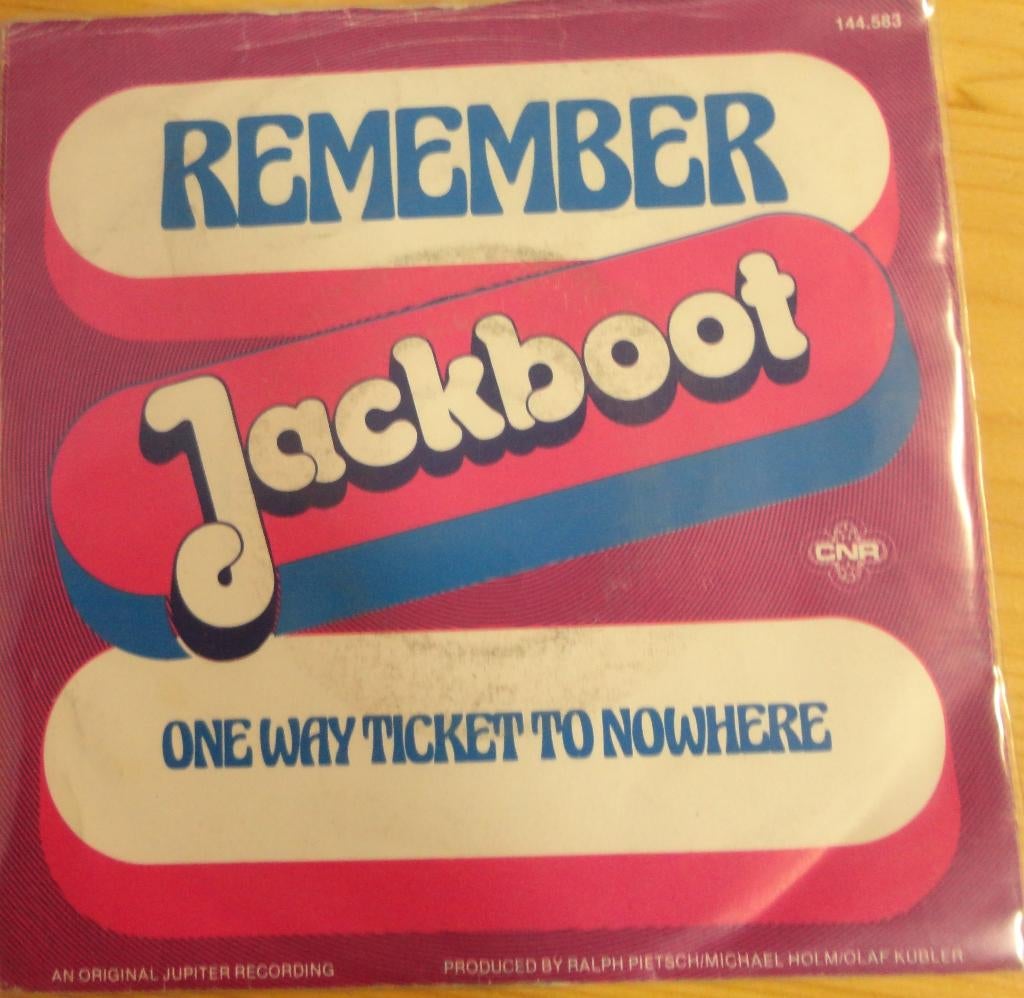 144.583
REMEMBER
Jackboot
CNR
ONE WAY TICKET TO NOWHERE
AN ORIGINAL JUPITER RECORDING
PRODUCED BY RALPH PIETSCH/MICHAEL HOLM/OLAF KÜBLER